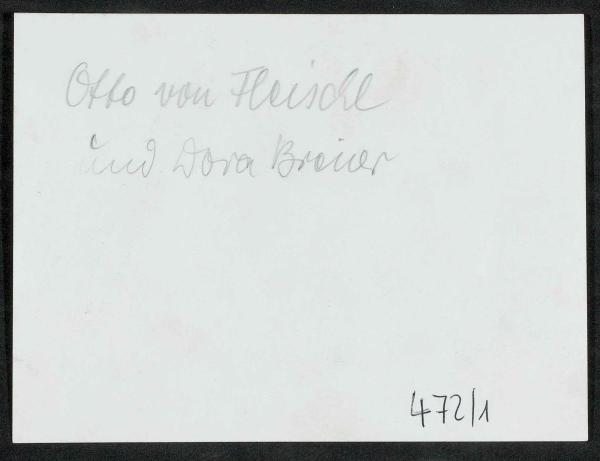 Otto von Fleischl
und Dora Breuer
472/1